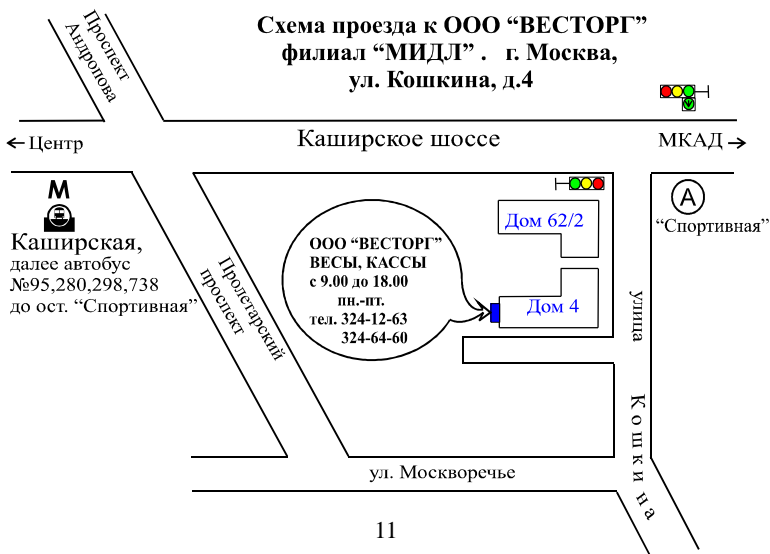 Схема проезда к ООО “ВЕСТОРГ”
филиал “МИДЛ” .   г. Москва,
ул. Кошкина, д.4
Проспект
Андропова
← Центр
Каширское шоссе
МКАД →
М
Каширская,
далее автобус
№95,280,298,738
до ост. “Спортивная”
Пролетарский
проспект
ООО “ВЕСТОРГ”
ВЕСЫ, КАССЫ
с 9.00 до 18.00
пн.-пт.
тел. 324-12-63
324-64-60
Дом 62/2
Дом 4
А
“Спортивная”
улица
Кошкина
ул. Москворечье
11